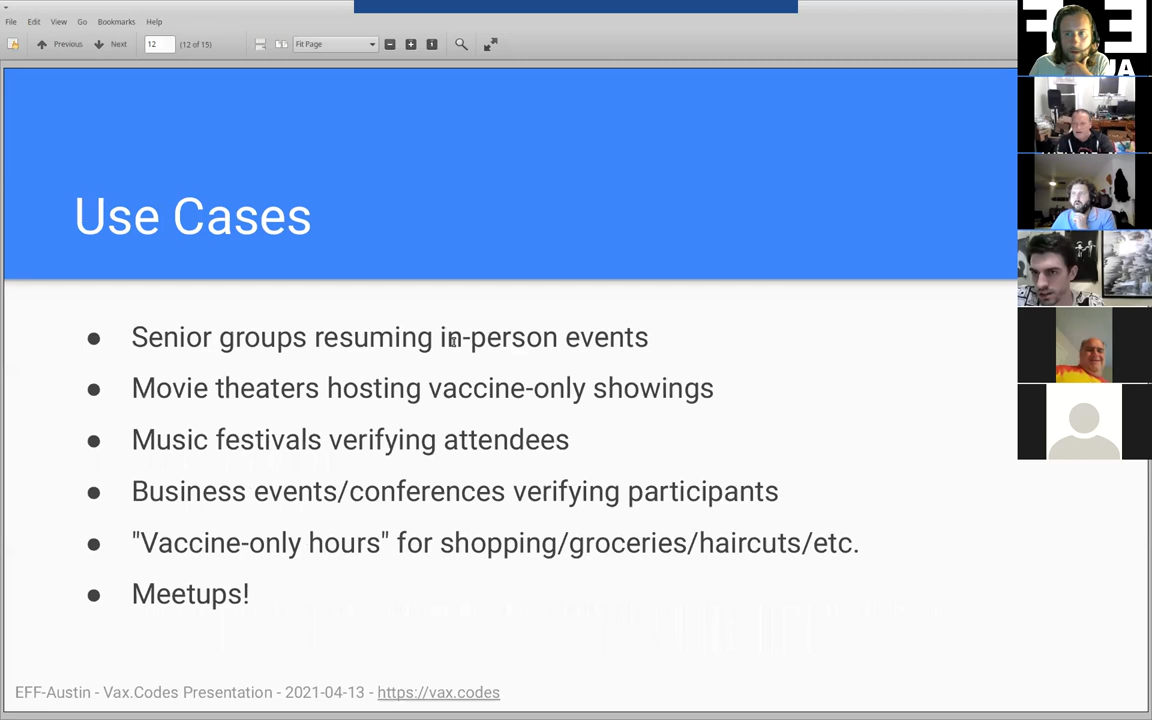 File Edit View Go Bookmarks Help
Previous Next 12 (12 of 15) Fit Page
Use Cases
● Senior groups resuming in-person events
● Movie theaters hosting vaccine-only showings
● Music festivals verifying attendees
● Business events/conferences verifying participants
● "Vaccine-only hours" for shopping/groceries/haircuts/etc.
● Meetups!
EFF-Austin - Vax.Codes Presentation - 2021-04-13 - https://vax.codes